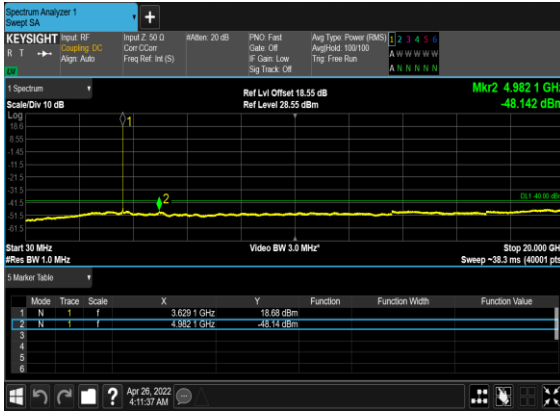 Spectrum Analyzer 1
Swept SA
+
KEYSIGHT
R T
Input: RF
Coupling: DC
Align: Auto
Input Z: 50 Ω
Corr CCorr
Freq Ref: Int (S)
#Atten: 20 dB
PNO: Fast
Gate: Off
IF Gain: Low
Sig Track: Off
Avg Type: Power (RMS)
Avg|Hold: 100/100
Trig: Free Run
1 2 3 4 5 6
A W W W W W
A N N N N N
1 Spectrum
Scale/Div 10 dB
Ref Lvl Offset 18.55 dB
Ref Level 28.55 dBm
Mkr2 4.982 1 GHz
-48.142 dBm
Log
18.6
8.55
-1.45
-11.5
-21.5
-31.5
-41.5
-51.5
-61.5
1
2
DL1 -40.00 dBm
Start 30 MHz
#Res BW 1.0 MHz
Video BW 3.0 MHz*
Stop 20.000 GHz
Sweep ~38.3 ms (40001 pts)
5 Marker Table
Mode Trace Scale X Y Function Function Width Function Value
1 N 1 f 3.629 1 GHz 18.68 dBm
2 N 1 f 4.982 1 GHz -48.14 dBm
3
4
5
6
?
Apr 26, 2022
4:11:37 AM